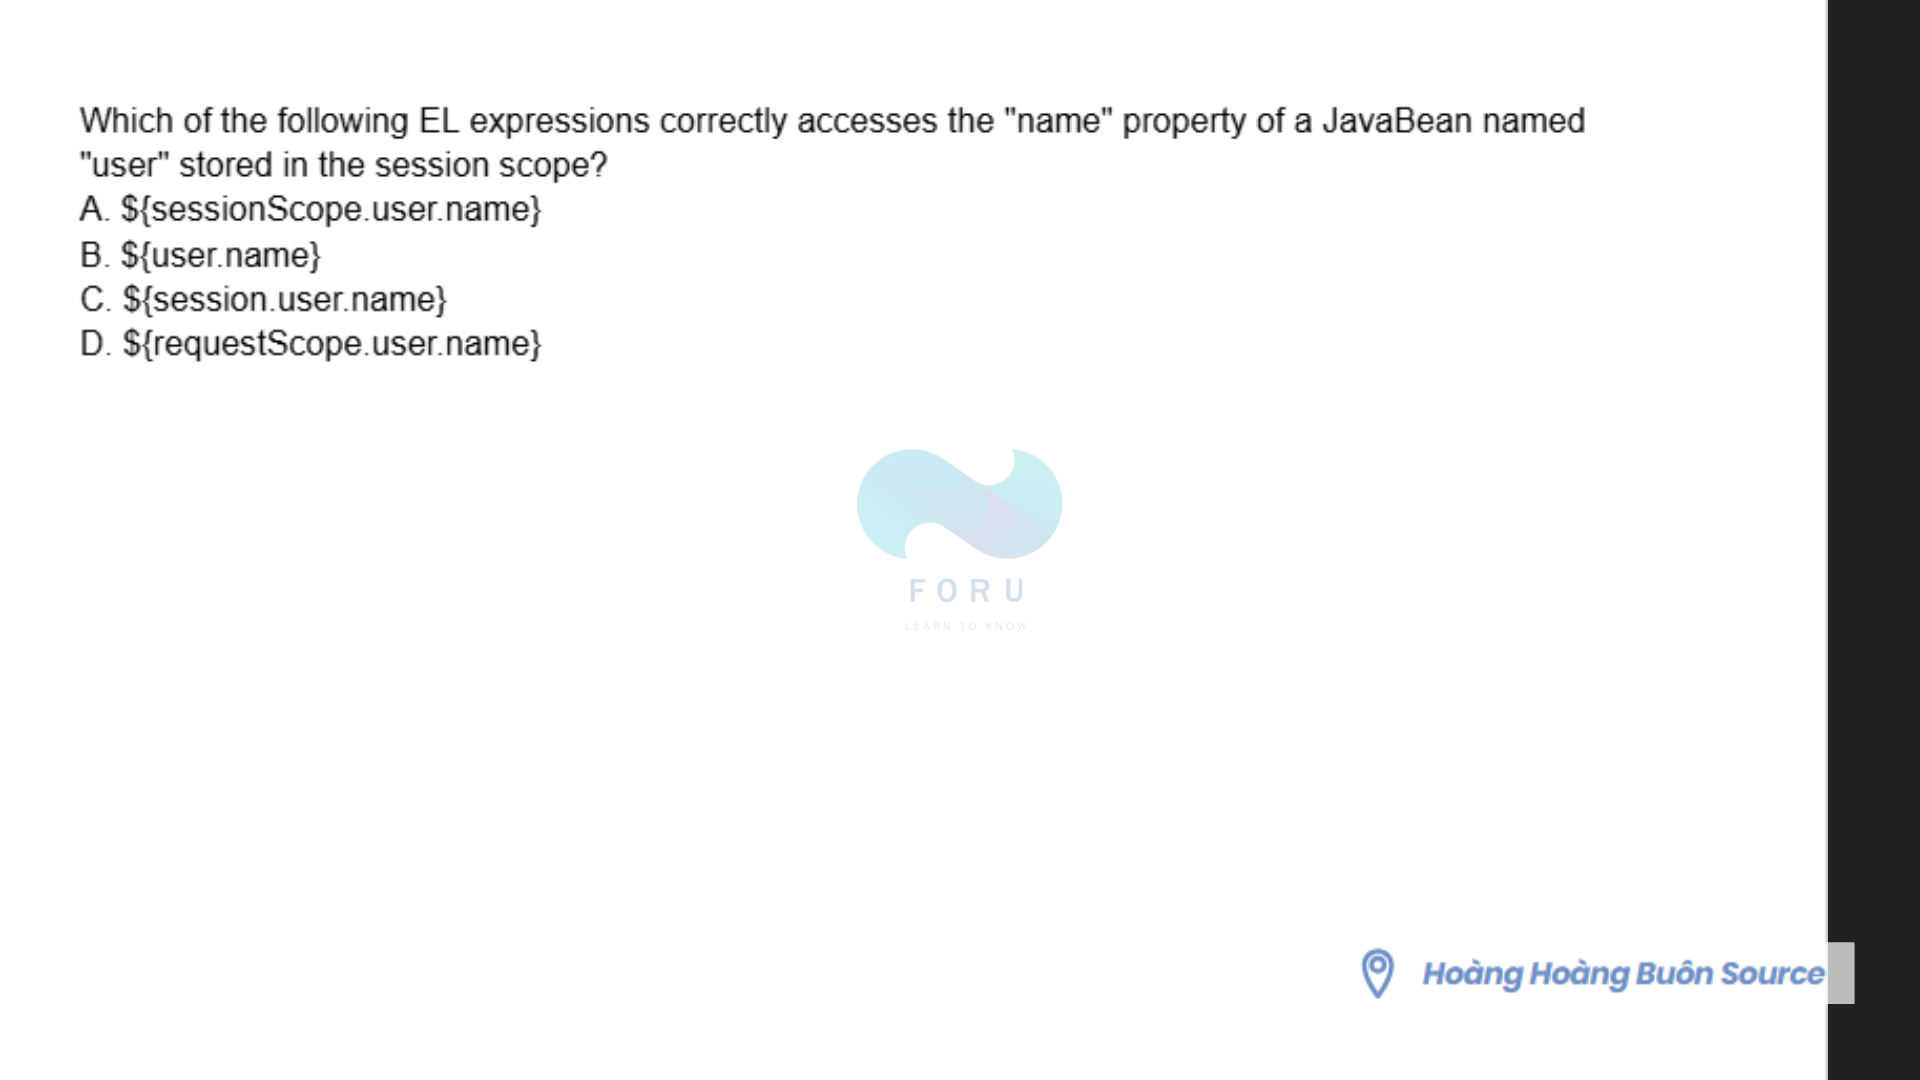 Which of the following EL expressions correctly accesses the "name" property of a JavaBean named
"user" stored in the session scope?
A. ${sessionScope.user.name}
B. ${user.name}
C. ${session.user.name}
D. ${requestScope.user.name}
FORU
LEARN TO KNOW
Hoàng Hoàng Buôn Source